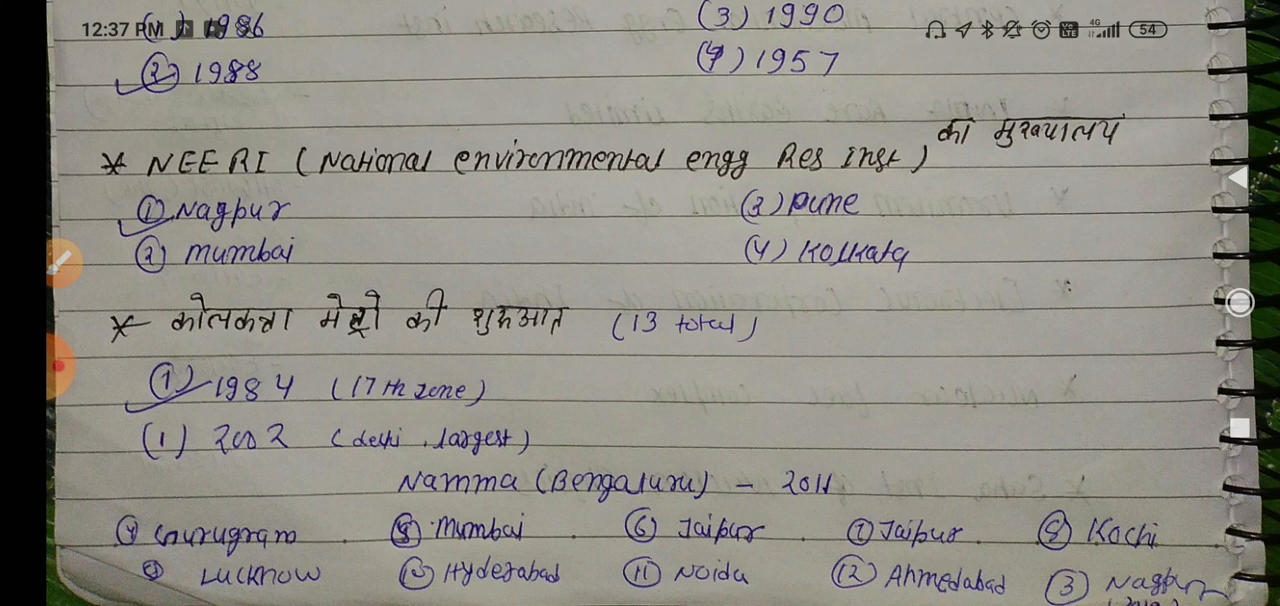 12:37 PM ( ) 1986 (3) 1990 4G 54
(2) 1988 (4) 1957
* NEERI (National environmental engg Res Inst) का मुख्यालय
(1) Nagpur (3) Pune
(2) mumbai (4) Kolkata
* कोलकत्ता मेट्रो की शुरुआत (13 total)
(1) 1984 (17th zone)
(1) 2002 (delhi, largest)
Namma (Bengaluru) - 2011
(4) Gurugram (5) Mumbai (6) Jaipur (7) Jaipur (8) Kochi
(9) Lucknow (10) Hyderabad (11) Noida (12) Ahmedabad (3) Nagpur